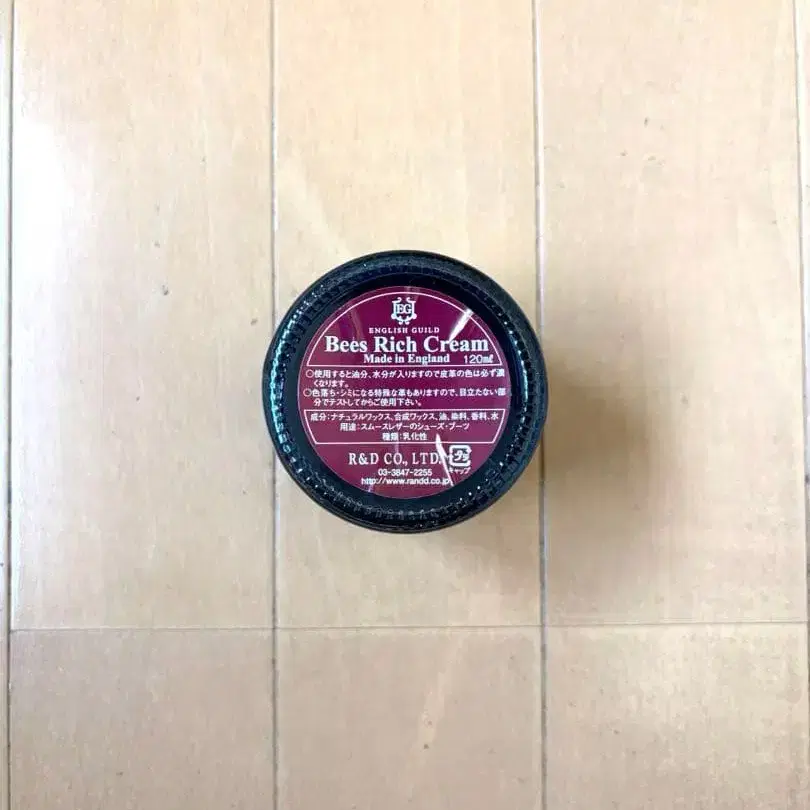 EG
ENGLISH GUILD
Bees Rich Cream
Made in England 120ml
○使用すると油分、水分が入りますので皮革の色は必ず濃
くなります。
○色落ち・シミになる特殊な革もありますので、目立たない部
分でテストしてからご使用下さい。
成分:ナチュラルワックス、合成ワックス、油、染料、香料、水
用途:スムースレザーのシューズ・ブーツ
種類:乳化性
R&D CO., LTD.
プラ
キャップ
03-3847-2255
http://www.randd.co.jp